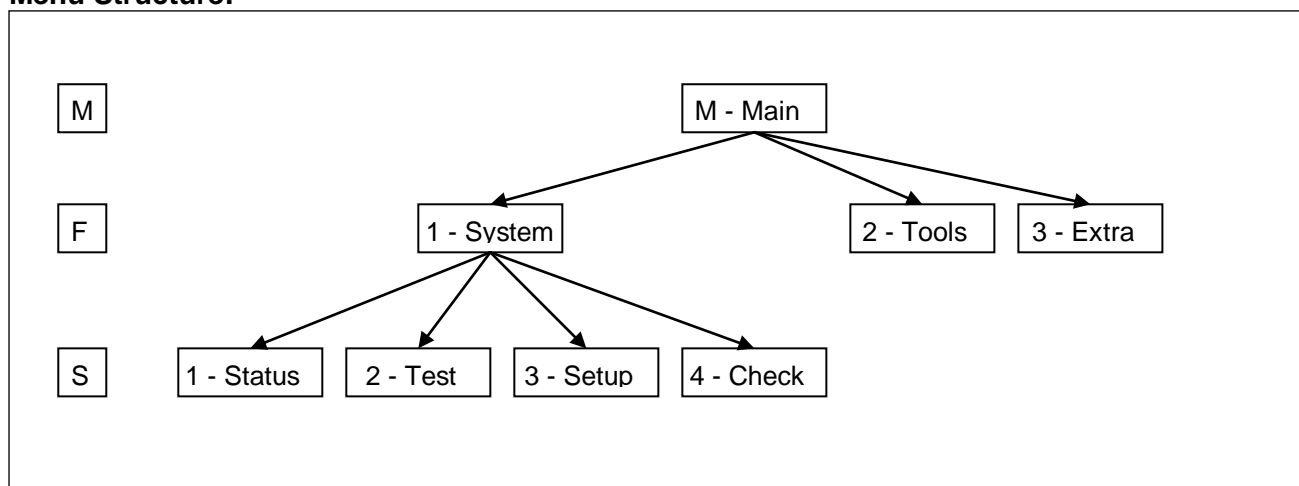 Menu Structure:
M
M - Main
F
1 - System
2 - Tools
3 - Extra
S
1 - Status
2 - Test
3 - Setup
4 - Check